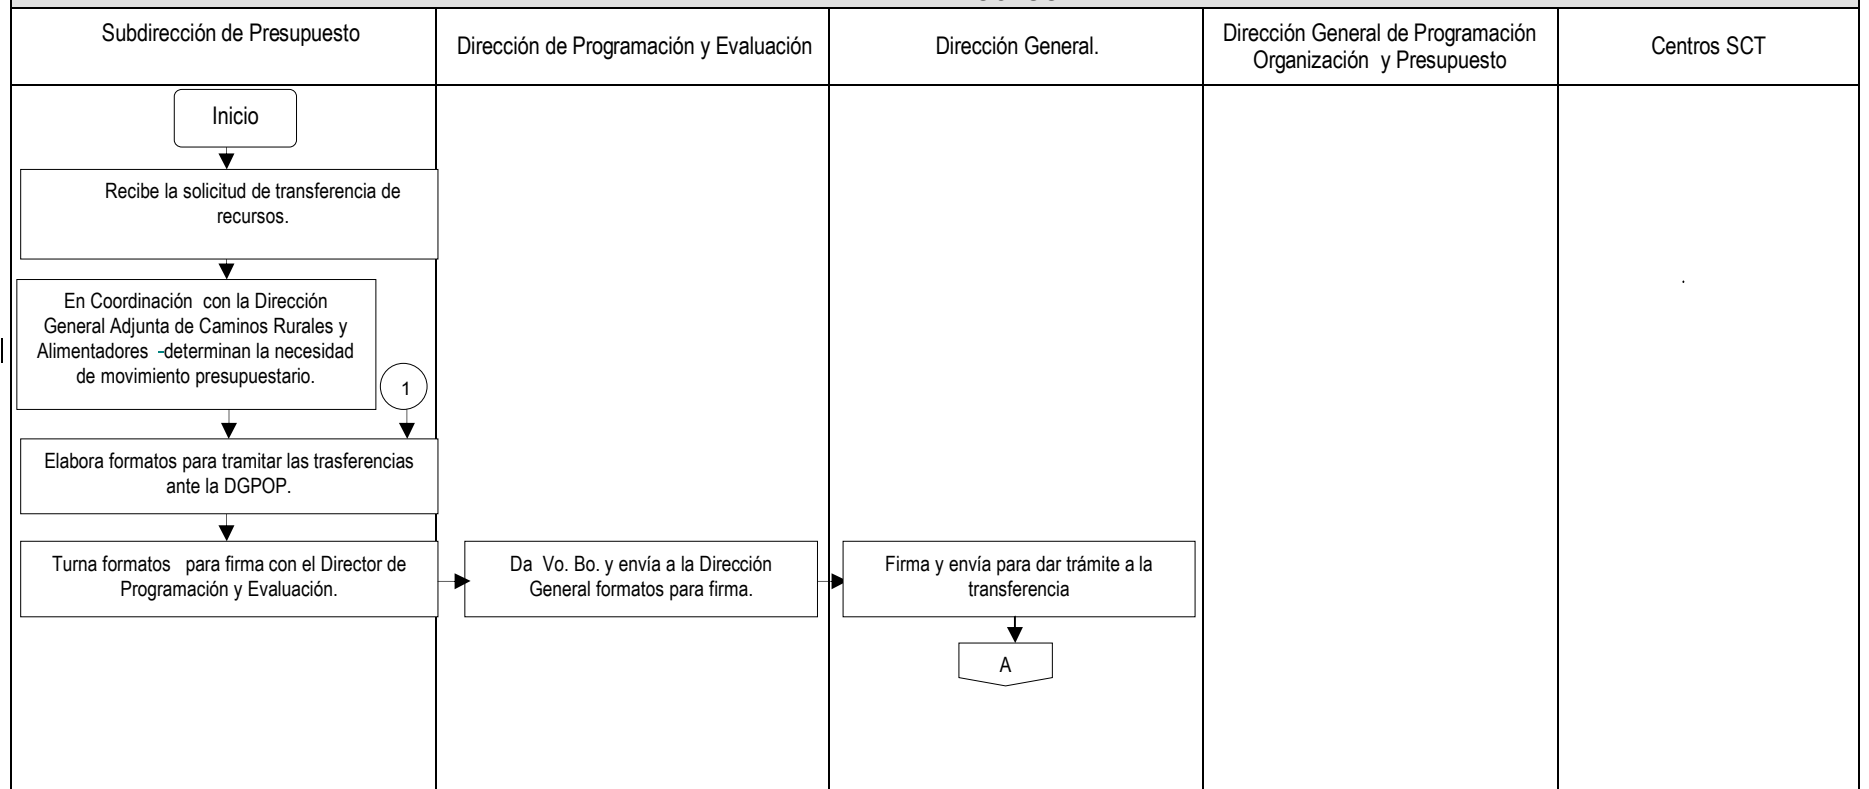 Subdirección de Presupuesto
Dirección de Programación y Evaluación
Dirección General.
Dirección General de Programación
Organización y Presupuesto
Centros SCT
Inicio
Recibe la solicitud de transferencia de
recursos.
En Coordinación con la Dirección
General Adjunta de Caminos Rurales y
Alimentadores -determinan la necesidad
de movimiento presupuestario.
1
Elabora formatos para tramitar las trasferencias
ante la DGPOP.
Turna formatos para firma con el Director de
Programación y Evaluación.
Da Vo. Bo. y envía a la Dirección
General formatos para firma.
Firma y envía para dar trámite a la
transferencia
A
.